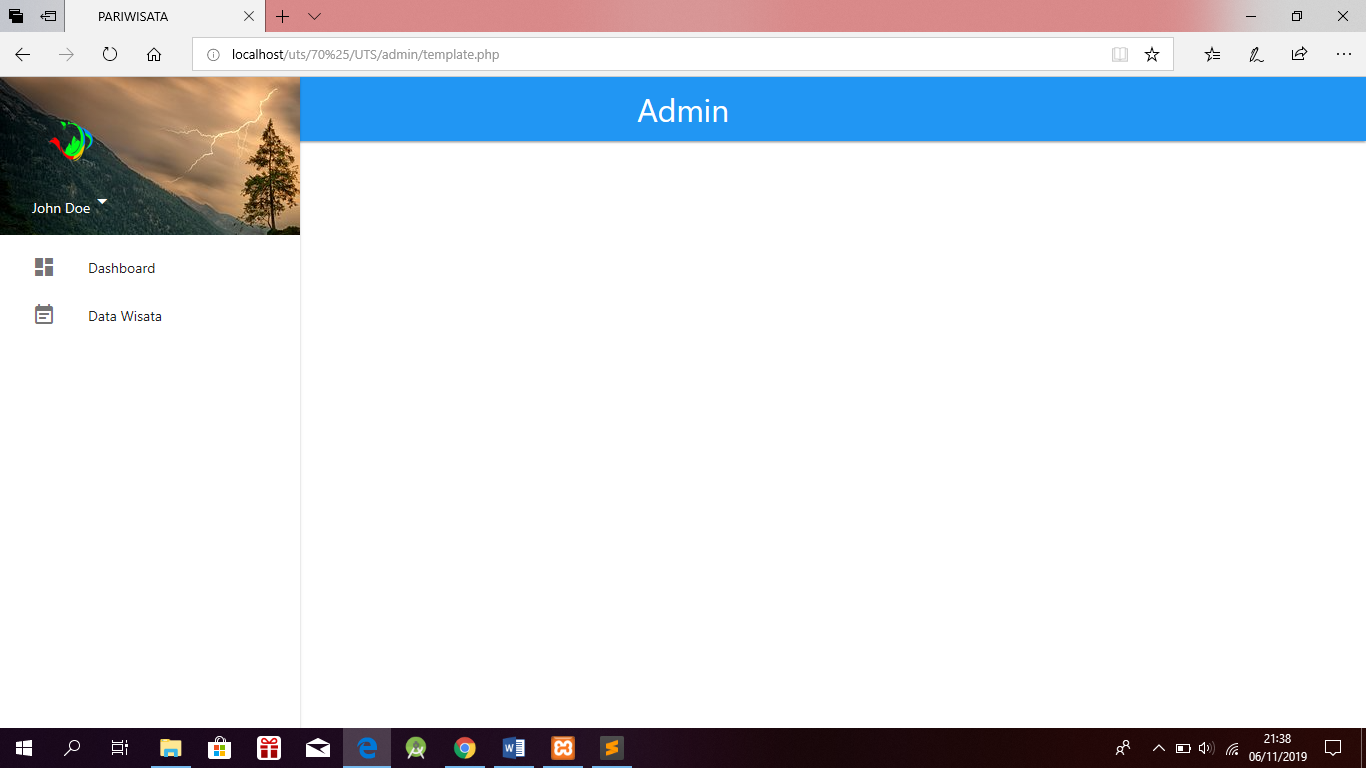 PARIWISATA
localhost/uts/70%25/UTS/admin/template.php
Admin
John Doe
Dashboard
Data Wisata
21:38
06/11/2019